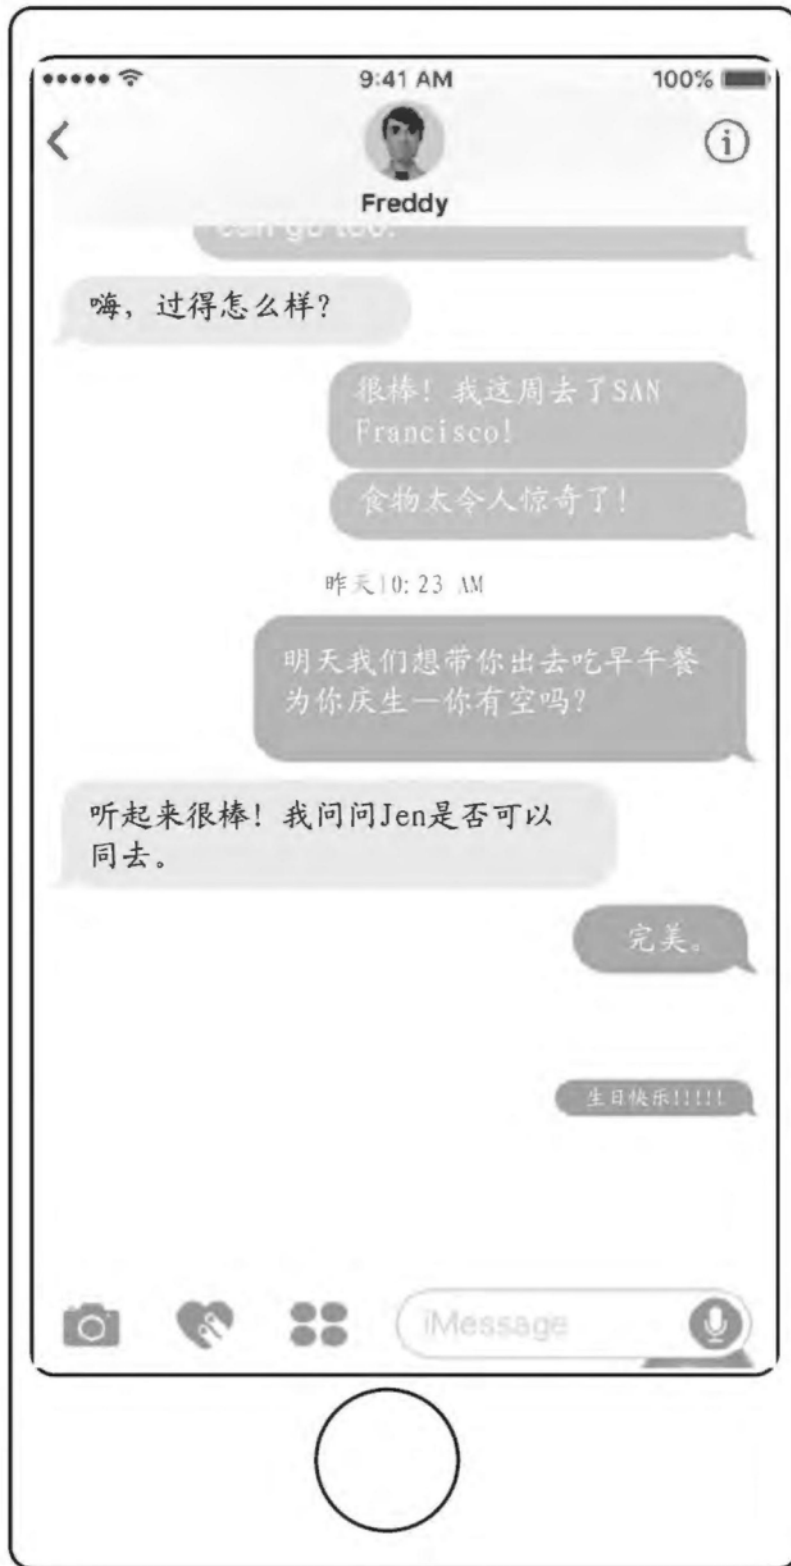 9:41 AM
100%
Freddy
can go too.
嗨，过得怎么样？
很棒！我这周去了SAN
Francisco!
食物太令人惊奇了！
昨天10:23 AM
明天我们想带你出去吃早午餐
为你庆生—你有空吗？
听起来很棒！我问问Jen是否可以
同去。
完美。
生日快乐!!!!!
iMessage